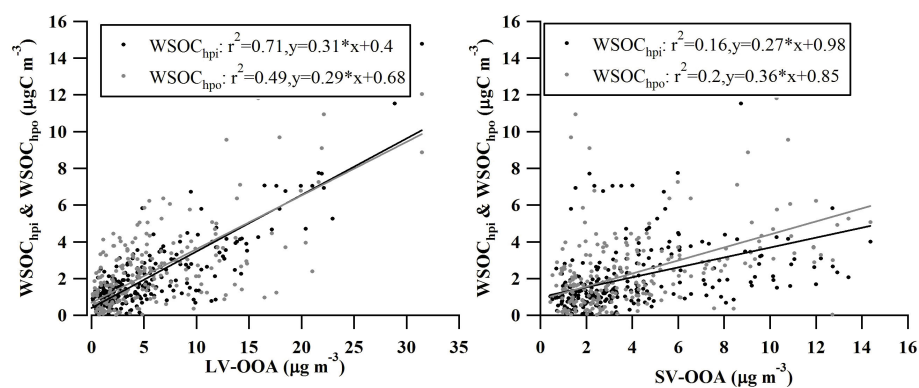 16
14
12
10
8
6
4
2
0
WSOC_hpi & WSOC_hpo (µgC m⁻³)
WSOC_hpi: r²=0.71,y=0.31*x+0.4
WSOC_hpo: r²=0.49,y=0.29*x+0.68
0 5 10 15 20 25 30 35
LV-OOA (µg m⁻³)
16
14
12
10
8
6
4
2
0
WSOC_hpi & WSOC_hpo (µgC m⁻³)
WSOC_hpi: r²=0.16,y=0.27*x+0.98
WSOC_hpo: r²=0.2,y=0.36*x+0.85
0 2 4 6 8 10 12 14 16
SV-OOA (µg m⁻³)